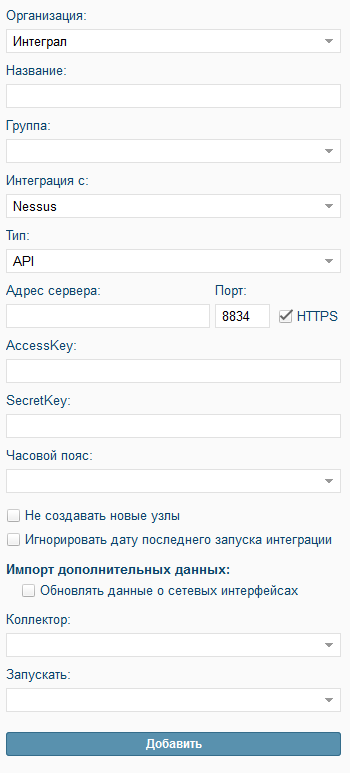 Организация:
Интеграл
Название:
Группа:
Интеграция с:
Nessus
Тип:
API
Адрес сервера: Порт:
8834 HTTPS
AccessKey:
SecretKey:
Часовой пояс:
Не создавать новые узлы
Игнорировать дату последнего запуска интеграции
Импорт дополнительных данных:
Обновлять данные о сетевых интерфейсах
Коллектор:
Запускать:
Добавить